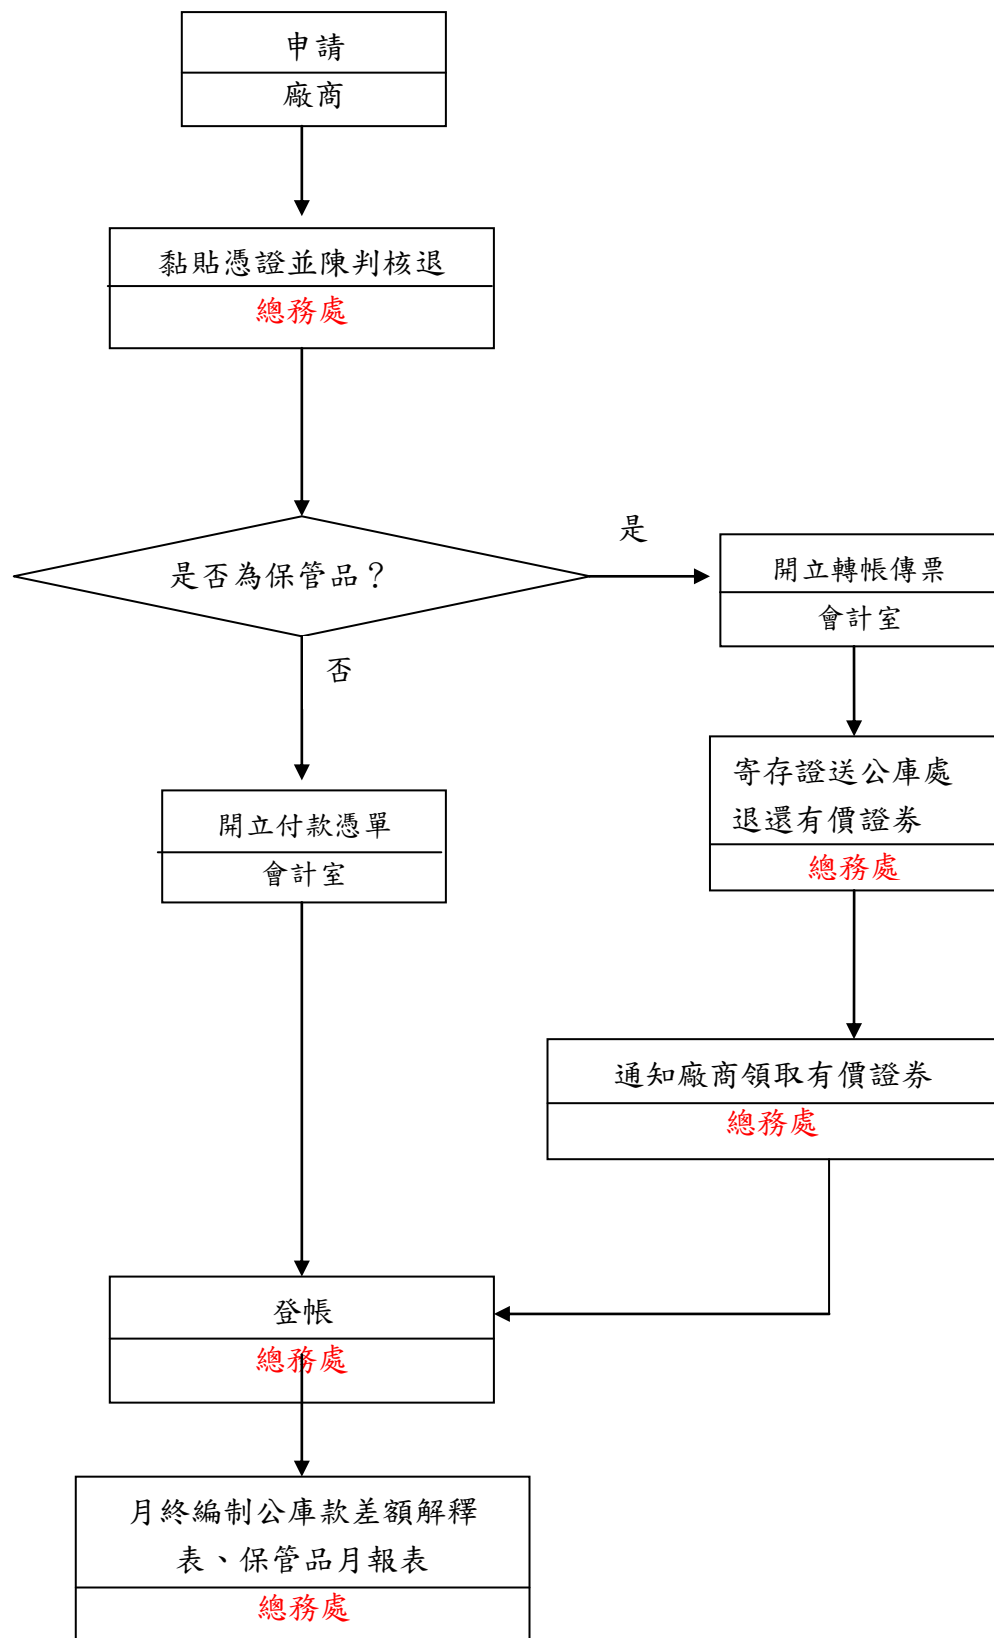 申請
廠商
黏貼憑證並陳判核退
總務處
是否為保管品？
是
開立轉帳傳票
會計室
否
寄存證送公庫處
退還有價證券
總務處
開立付款憑單
會計室
通知廠商領取有價證券
總務處
登帳
總務處
月終編制公庫款差額解釋
表、保管品月報表
總務處